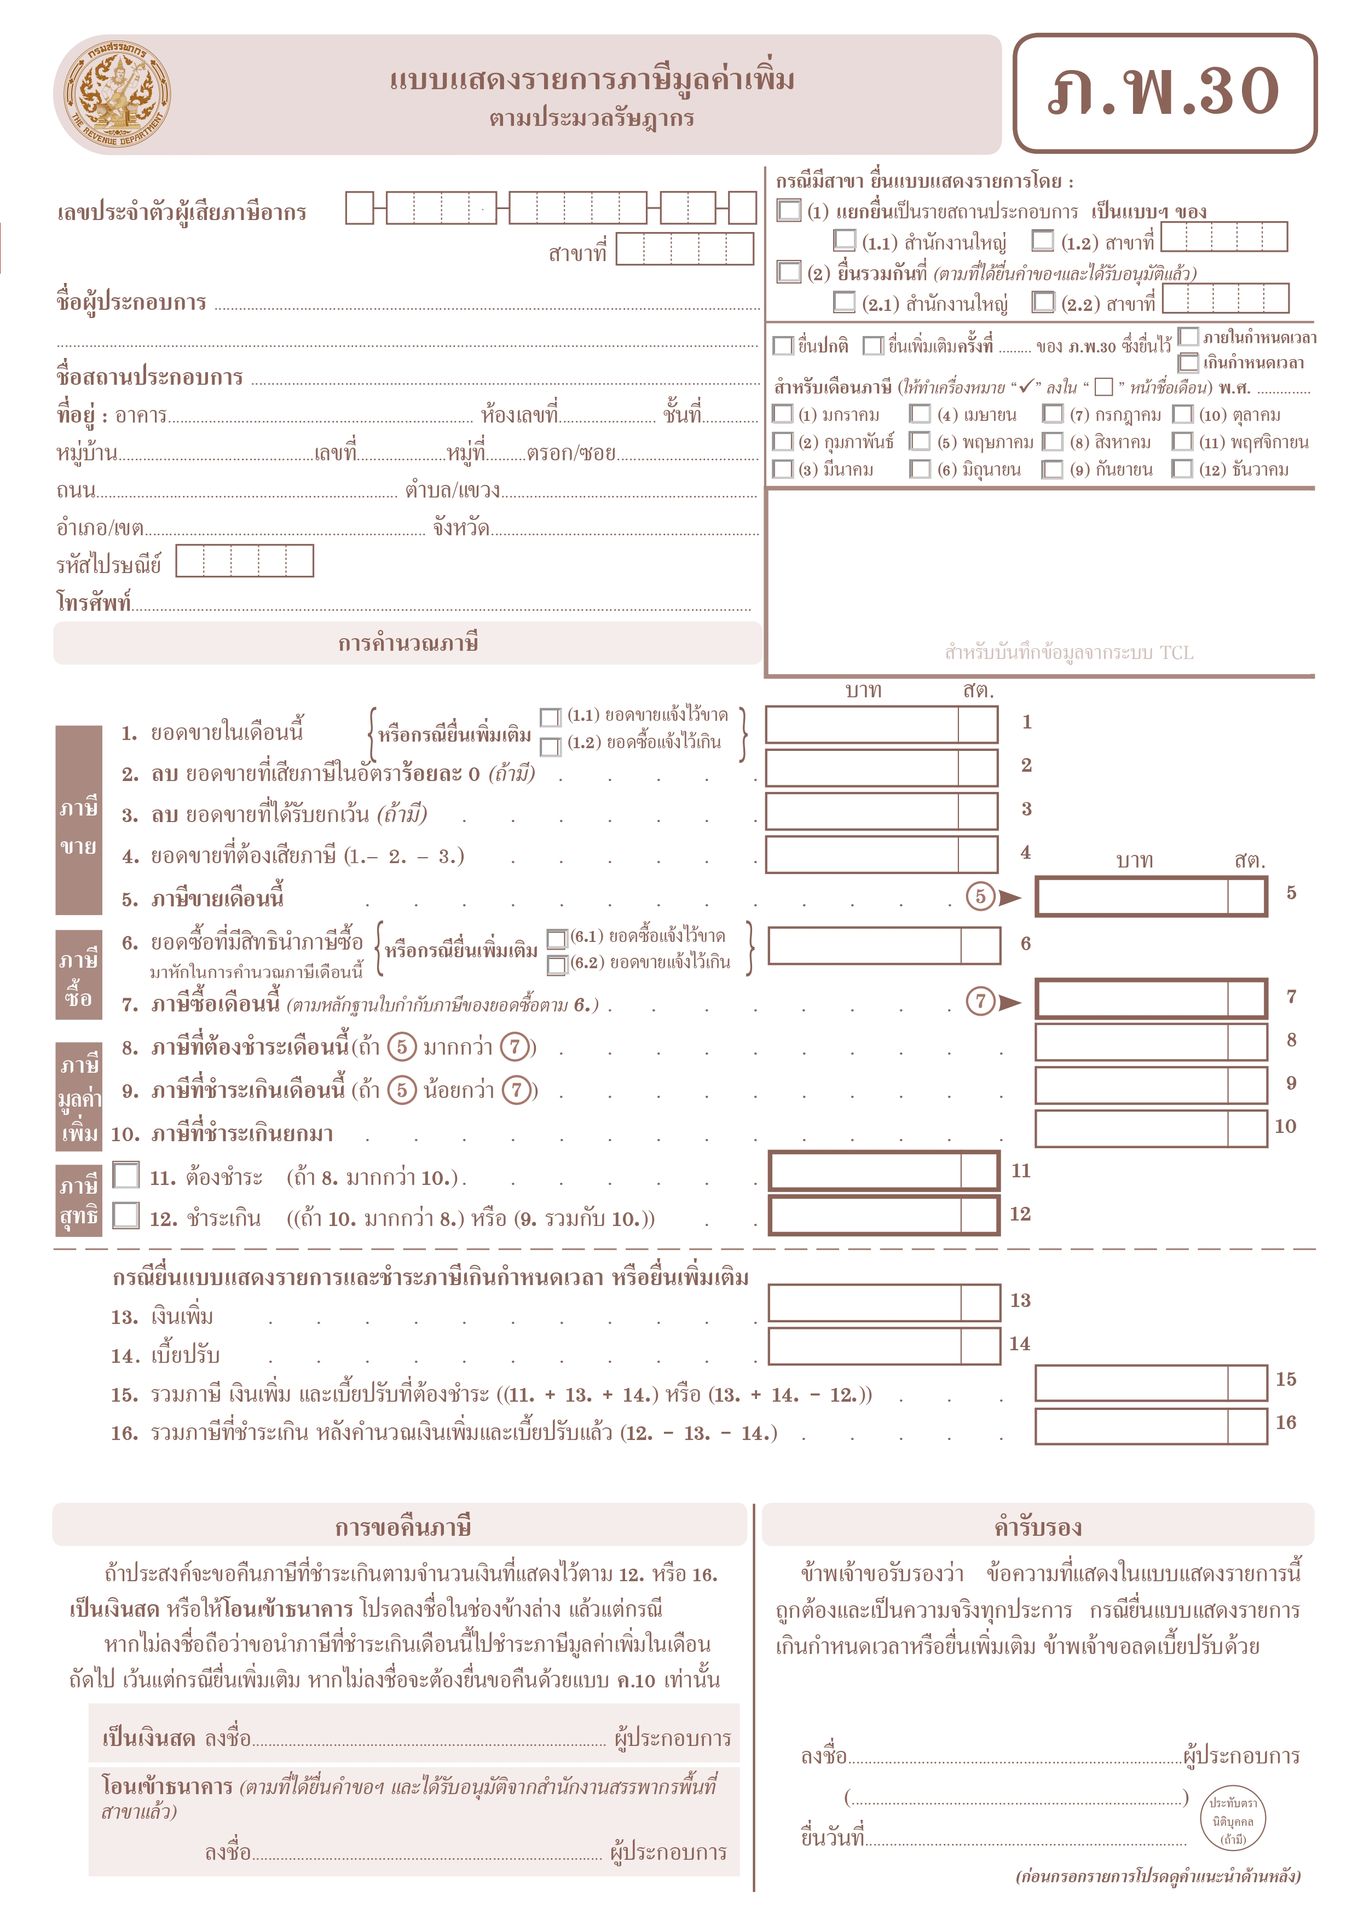 กรมสรรพากร
THE REVENUE DEPARTMENT
แบบแสดงรายการภาษีมูลค่าเพิ่ม
ตามประมวลรัษฎากร
ภ.พ.30
เลขประจำตัวผู้เสียภาษีอากร
สาขาที่
ชื่อผู้ประกอบการ
ชื่อสถานประกอบการ
ที่อยู่ : อาคาร ห้องเลขที่ ชั้นที่
หมู่บ้าน เลขที่ หมู่ที่ ตรอก/ซอย
ถนน ตำบล/แขวง
อำเภอ/เขต จังหวัด
รหัสไปรษณีย์
โทรศัพท์
กรณีมีสาขา ยื่นแบบแสดงรายการโดย :
(1) แยกยื่นเป็นรายสถานประกอบการ เป็นแบบฯ ของ
(1.1) สำนักงานใหญ่ (1.2) สาขาที่
(2) ยื่นรวมกันที่ (ตามที่ได้ยื่นคำขอฯและได้รับอนุมัติแล้ว)
(2.1) สำนักงานใหญ่ (2.2) สาขาที่
ยื่นปกติ ยื่นเพิ่มเติมครั้งที่ ........ ของ ภ.พ.30 ซึ่งยื่นไว้ ภายในกำหนดเวลา
เกินกำหนดเวลา
สำหรับเดือนภาษี (ให้ทำเครื่องหมาย “✓” ลงใน “☐” หน้าชื่อเดือน) พ.ศ. ..............
(1) มกราคม (4) เมษายน (7) กรกฎาคม (10) ตุลาคม
(2) กุมภาพันธ์ (5) พฤษภาคม (8) สิงหาคม (11) พฤศจิกายน
(3) มีนาคม (6) มิถุนายน (9) กันยายน (12) ธันวาคม
สำหรับบันทึกข้อมูลจากระบบ TCL
การคำนวณภาษี
บาท สต.
ภาษี
ขาย
1. ยอดขายในเดือนนี้ หรือกรณียื่นเพิ่มเติม (1.1) ยอดขายแจ้งไว้ขาด 1
(1.2) ยอดซื้อแจ้งไว้เกิน
2. ลบ ยอดขายที่เสียภาษีในอัตราร้อยละ 0 (ถ้ามี) 2
3. ลบ ยอดขายที่ได้รับยกเว้น (ถ้ามี) 3
4. ยอดขายที่ต้องเสียภาษี (1.– 2. – 3.) 4
บาท สต.
5. ภาษีขายเดือนนี้ 5 5
ภาษี
ซื้อ
6. ยอดซื้อที่มีสิทธินำภาษีซื้อ หรือกรณียื่นเพิ่มเติม (6.1) ยอดซื้อแจ้งไว้ขาด 6
มาหักในการคำนวณภาษีเดือนนี้ (6.2) ยอดขายแจ้งไว้เกิน
7. ภาษีซื้อเดือนนี้ (ตามหลักฐานใบกำกับภาษีของยอดซื้อตาม 6.) 7 7
ภาษี
มูลค่า
เพิ่ม
8. ภาษีที่ต้องชำระเดือนนี้ (ถ้า 5 มากกว่า 7) 8
9. ภาษีที่ชำระเกินเดือนนี้ (ถ้า 5 น้อยกว่า 7) 9
10. ภาษีที่ชำระเกินยกมา 10
ภาษี
สุทธิ
11. ต้องชำระ (ถ้า 8. มากกว่า 10.) 11
12. ชำระเกิน ((ถ้า 10. มากกว่า 8.) หรือ (9. รวมกับ 10.)) 12
กรณียื่นแบบแสดงรายการและชำระภาษีเกินกำหนดเวลา หรือยื่นเพิ่มเติม
13. เงินเพิ่ม 13
14. เบี้ยปรับ 14
15. รวมภาษี เงินเพิ่ม และเบี้ยปรับที่ต้องชำระ ((11. + 13. + 14.) หรือ (13. + 14. - 12.)) 15
16. รวมภาษีที่ชำระเกิน หลังคำนวณเงินเพิ่มและเบี้ยปรับแล้ว (12. - 13. - 14.) 16
การขอคืนภาษี
ถ้าประสงค์จะขอคืนภาษีที่ชำระเกินตามจำนวนเงินที่แสดงไว้ตาม 12. หรือ 16.
เป็นเงินสด หรือให้โอนเข้าธนาคาร โปรดลงชื่อในช่องข้างล่าง แล้วแต่กรณี
หากไม่ลงชื่อถือว่าขอนำภาษีที่ชำระเกินเดือนนี้ไปชำระภาษีมูลค่าเพิ่มในเดือน
ถัดไป เว้นแต่กรณียื่นเพิ่มเติม หากไม่ลงชื่อจะต้องยื่นขอคืนด้วยแบบ ค.10 เท่านั้น
เป็นเงินสด ลงชื่อ ผู้ประกอบการ
โอนเข้าธนาคาร (ตามที่ได้ยื่นคำขอฯ และได้รับอนุมัติจากสำนักงานสรรพากรพื้นที่
สาขาแล้ว)
ลงชื่อ ผู้ประกอบการ
คำรับรอง
ข้าพเจ้าขอรับรองว่า ข้อความที่แสดงในแบบแสดงรายการนี้
ถูกต้องและเป็นความจริงทุกประการ กรณียื่นแบบแสดงรายการ
เกินกำหนดเวลาหรือยื่นเพิ่มเติม ข้าพเจ้าขอลดเบี้ยปรับด้วย
ลงชื่อ ผู้ประกอบการ
( )
ยื่นวันที่
ประทับตรา
นิติบุคคล
(ถ้ามี)
(ก่อนกรอกรายการโปรดดูคำแนะนำด้านหลัง)